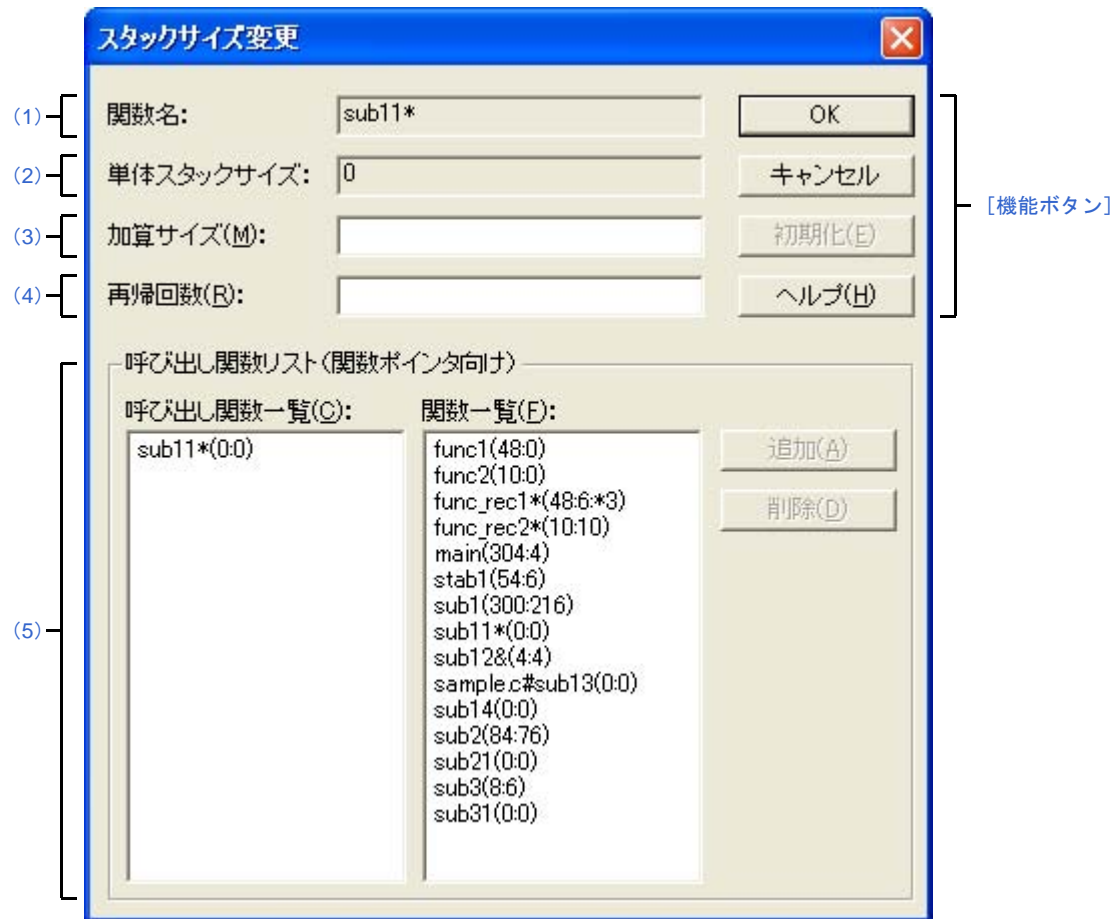 スタックサイズ変更
(1) 関数名: sub11* OK
(2) 単体スタックサイズ: 0 キャンセル
[機能ボタン]
(3) 加算サイズ(M): 初期化(E)
(4) 再帰回数(R): ヘルプ(H)
呼び出し関数リスト(関数ポインタ向け)
呼び出し関数一覧(C): 関数一覧(F):
(5)
sub11*(0:0)
func1(48:0)
func2(10:0)
func_rec1*(48:6:*3)
func_rec2*(10:10)
main(304:4)
stab1(54:6)
sub1(300:216)
sub11*(0:0)
sub12&(4:4)
sample.c#sub13(0:0)
sub14(0:0)
sub2(84:76)
sub21(0:0)
sub3(8:6)
sub31(0:0)
追加(A)
削除(D)